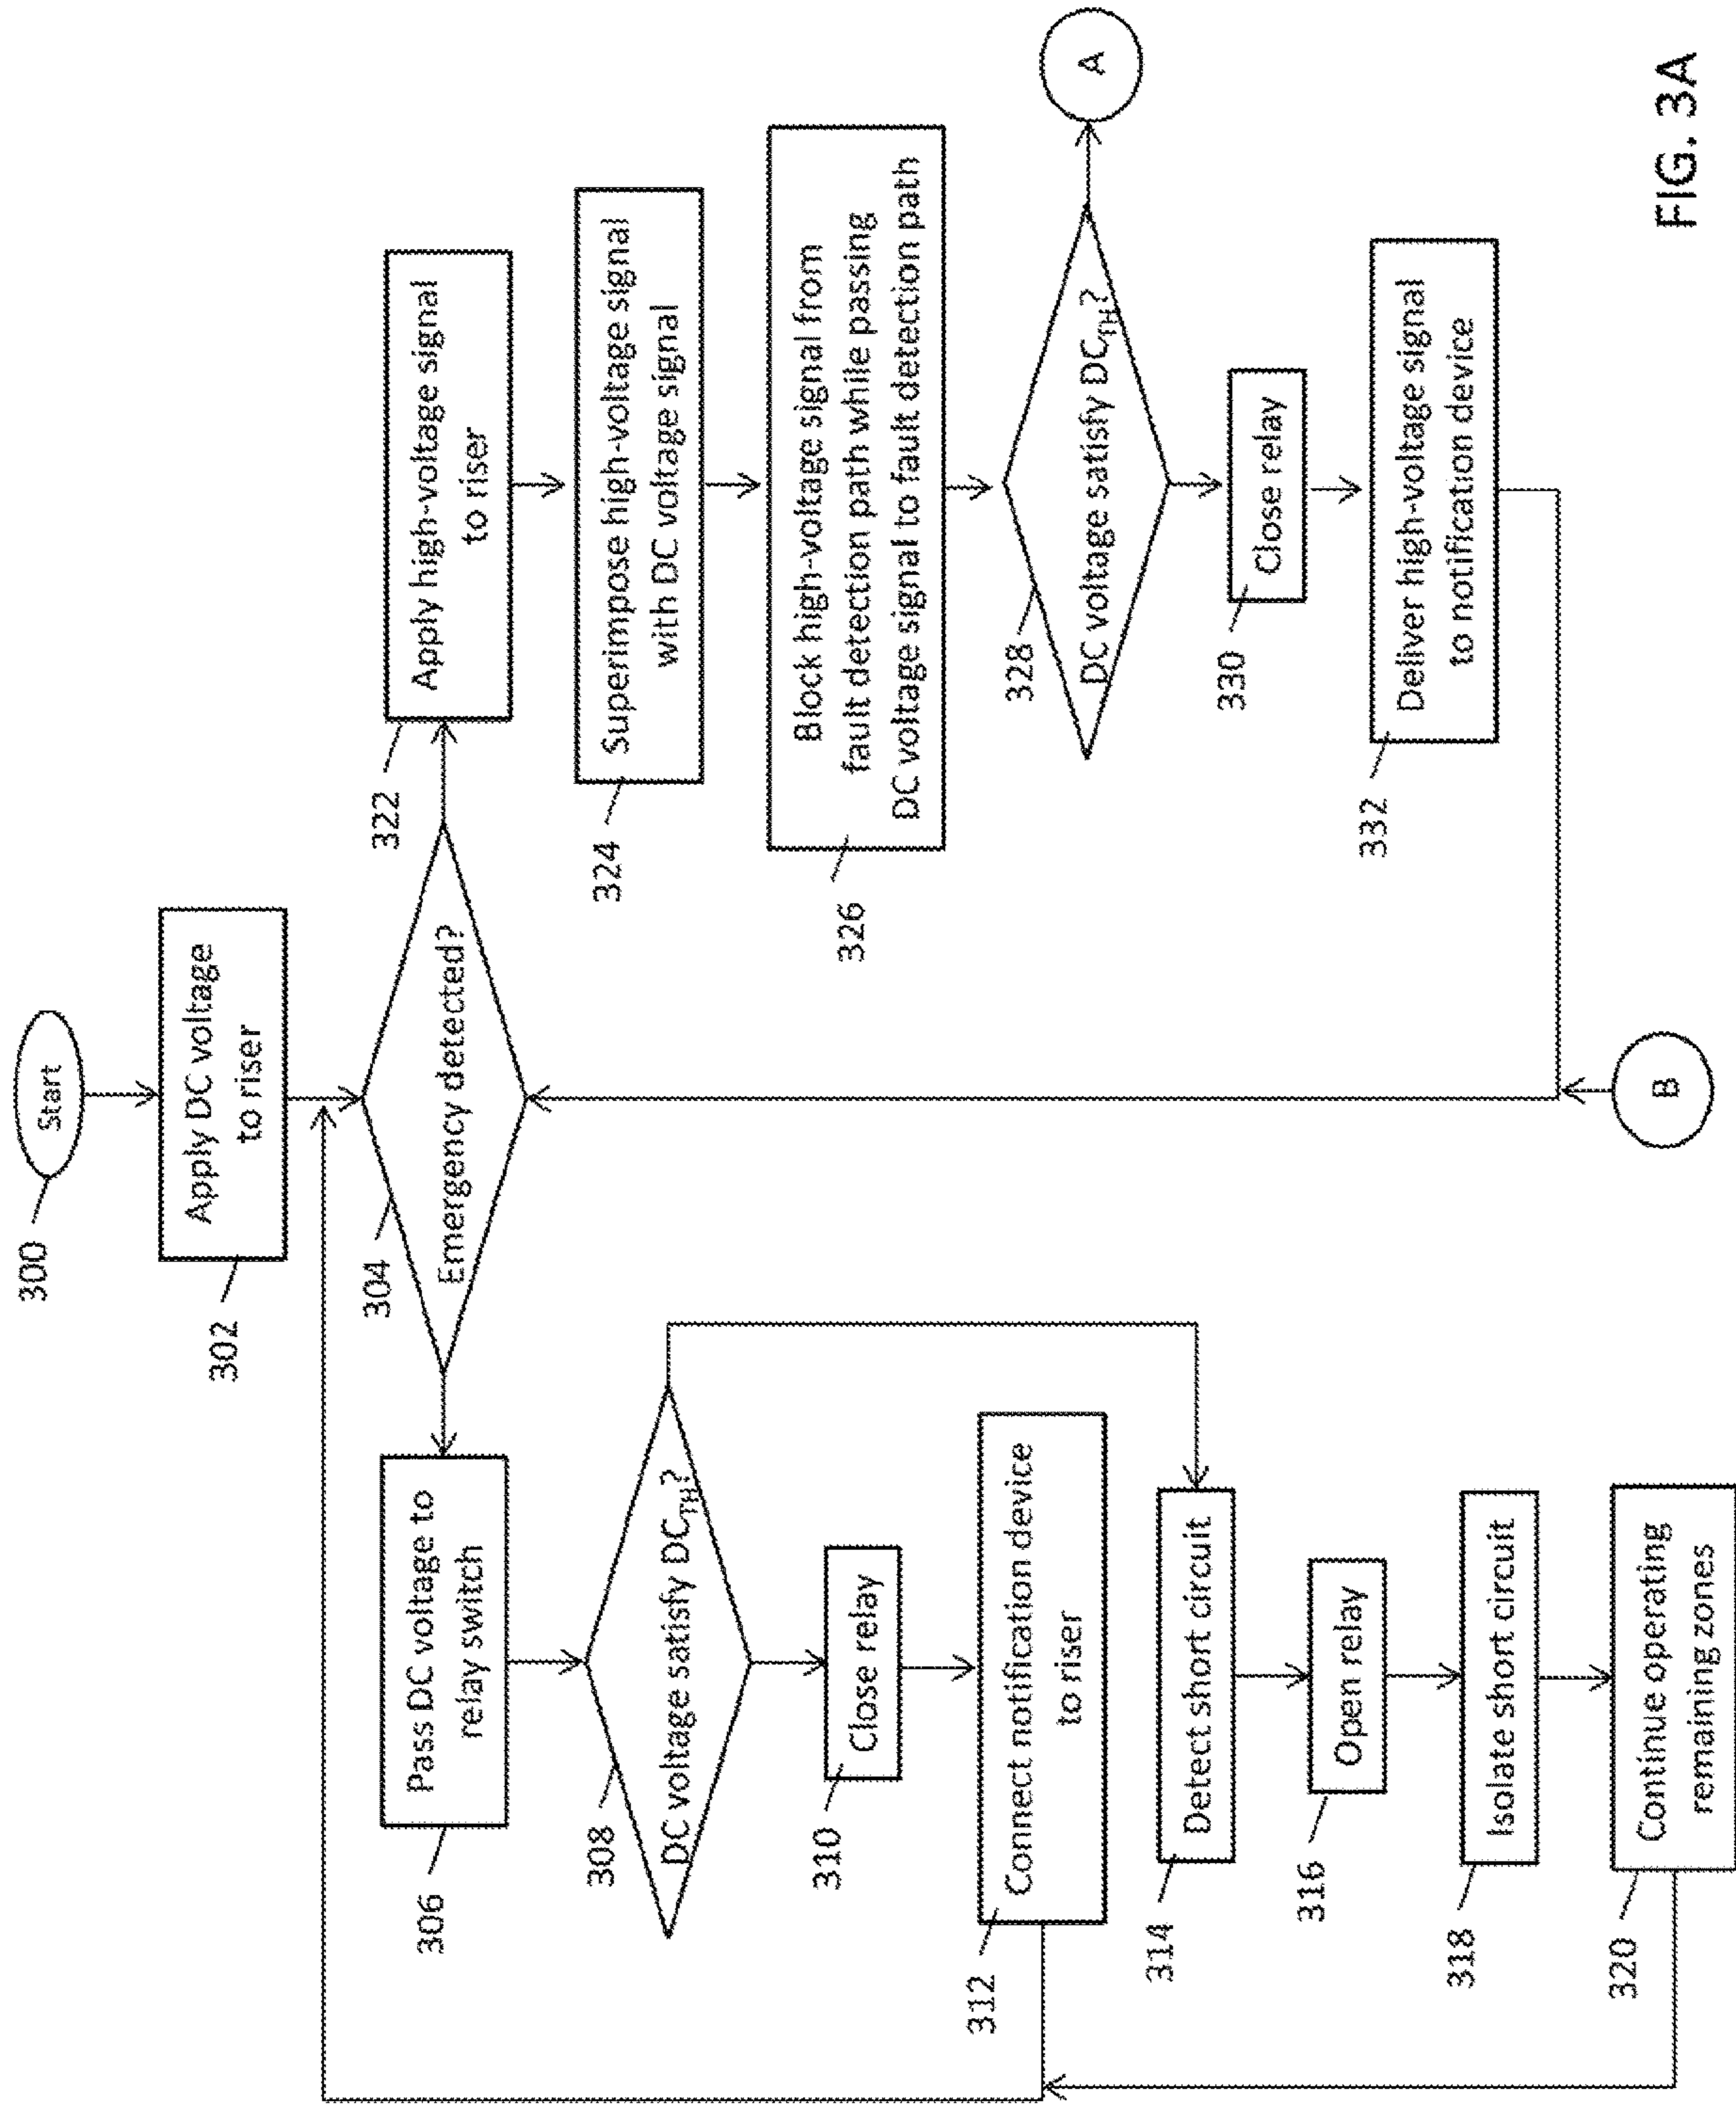 300
Start
302
Apply DC voltage
to riser
304
Emergency detected?
306
Pass DC voltage to
relay switch
308
DC voltage satisfy DCTH?
310
Close relay
312
Connect notification device
to riser
314
Detect short circuit
316
Open relay
318
Isolate short circuit
320
Continue operating
remaining zones
322
Apply high-voltage signal
to riser
324
Superimpose high-voltage signal
with DC voltage signal
326
Block high-voltage signal from
fault detection path while passing
DC voltage signal to fault detection path
328
DC voltage satisfy DCTH?
A
330
Close relay
332
Deliver high-voltage signal
to notification device
B
FIG. 3A